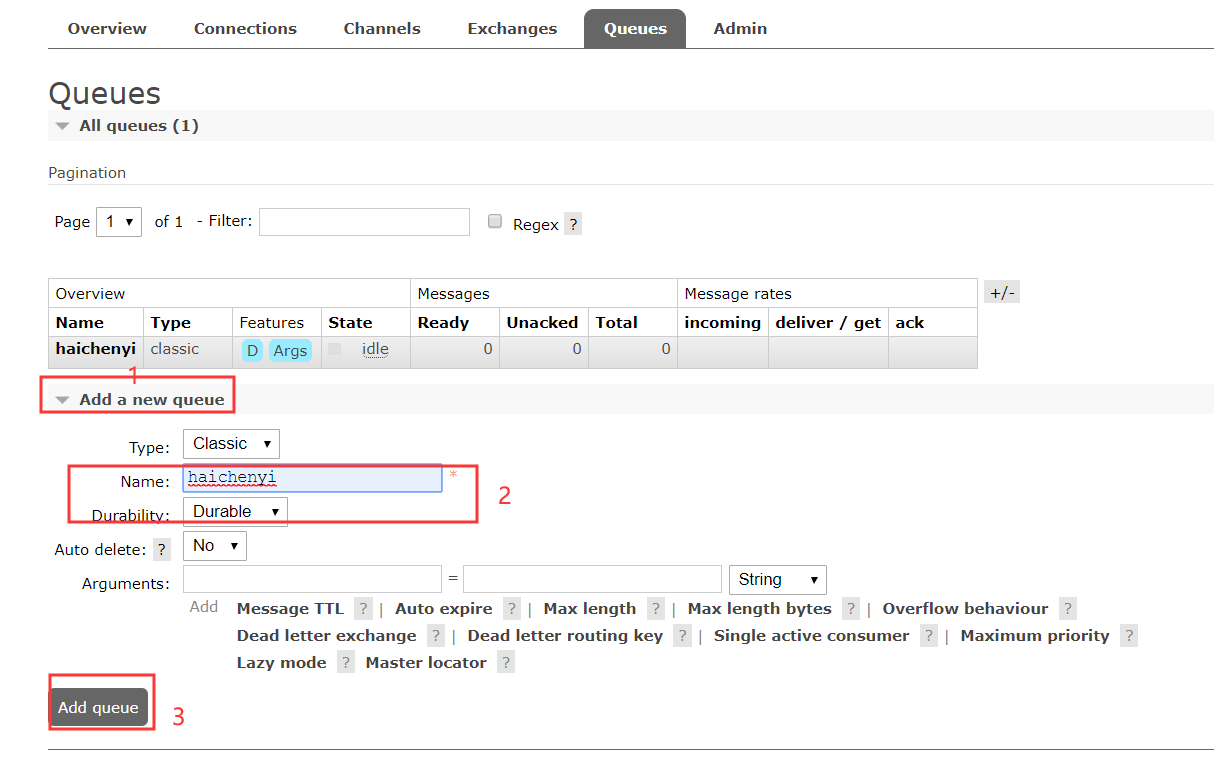 Overview Connections Channels Exchanges Queues Admin
Queues
All queues (1)
Pagination
Page 1 of 1 - Filter: Regex ?
Overview Messages Message rates +/-
Name Type Features State Ready Unacked Total incoming deliver / get ack
haichenyi classic D Args idle 0 0 0
1
Add a new queue
Type: Classic
Name: haichenyi *
2
Durability: Durable
Auto delete: ? No
Arguments: = String
Add Message TTL ? | Auto expire ? | Max length ? | Max length bytes ? | Overflow behaviour ?
Dead letter exchange ? | Dead letter routing key ? | Single active consumer ? | Maximum priority ?
Lazy mode ? Master locator ?
Add queue
3